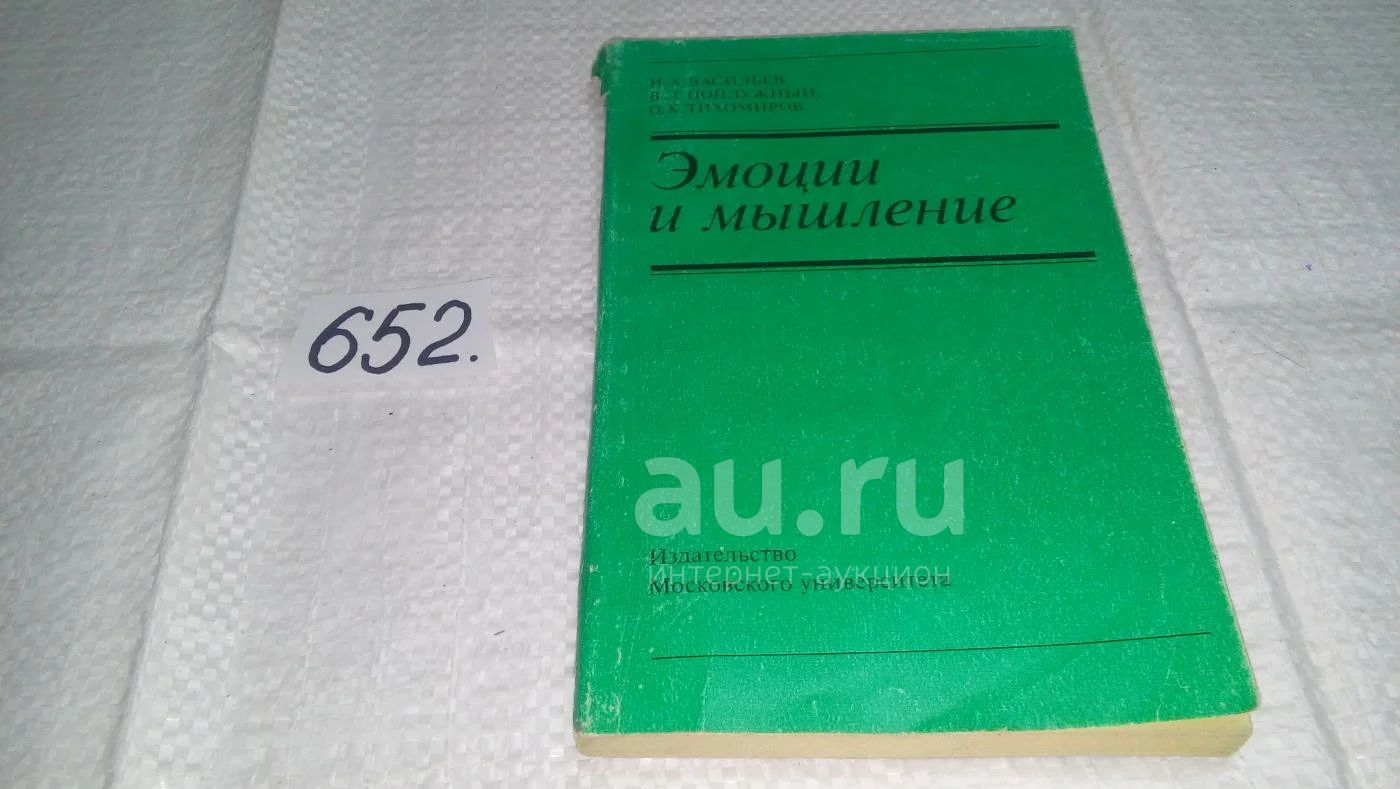 652.
И. А. ВАСИЛЬЕВ,
В. Л. ПОПЛУЖНЫЙ,
О. К. ТИХОМИРОВ
Эмоции
и мышление
au.ru
Издательство
интернет-аукцион
Московского университета